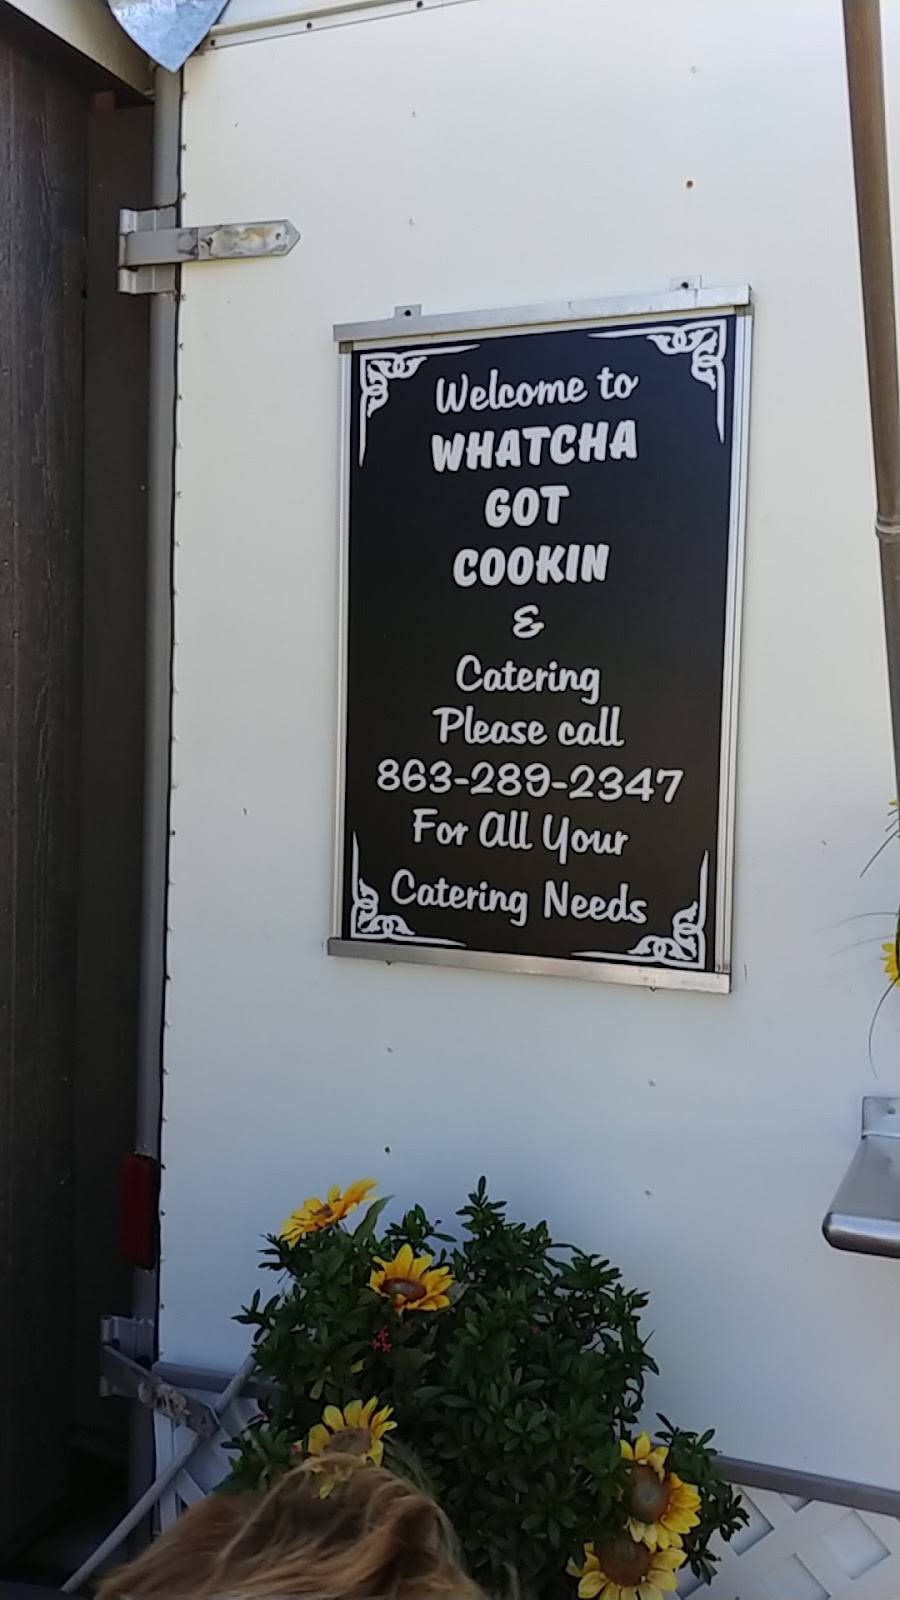 Welcome to
WHATCHA
GOT
COOKIN
&
Catering
Please call
863-289-2347
For All Your
Catering Needs